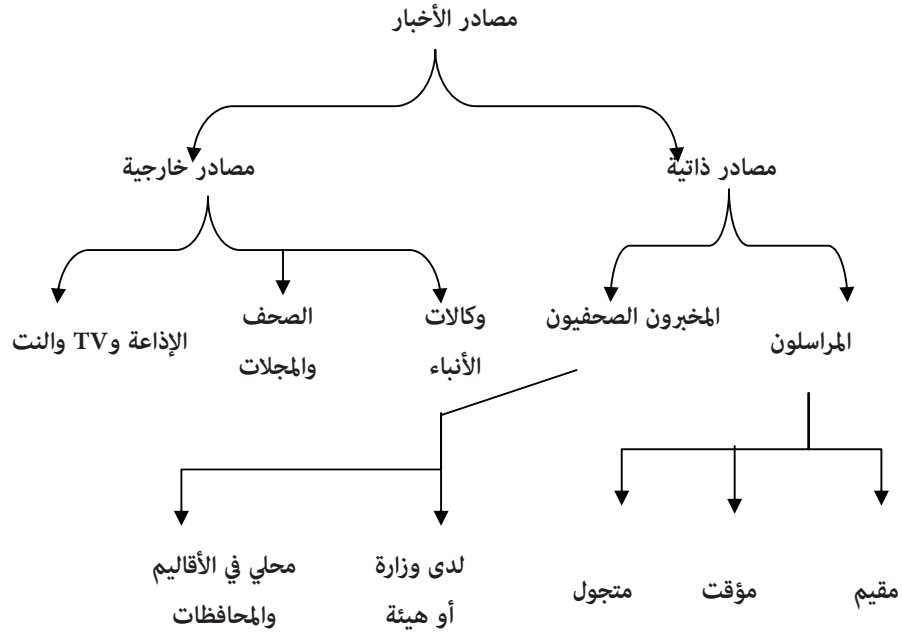 مصادر الأخبار
مصادر ذاتية
مصادر خارجية
المراسلون
المخبرون الصحفيون
وكالات
الأنباء
الصحف
والمجلات
الإذاعة وTV والنت
مقيم
مؤقت
متجول
لدى وزارة
أو هيئة
محلي في الأقاليم
والمحافظات